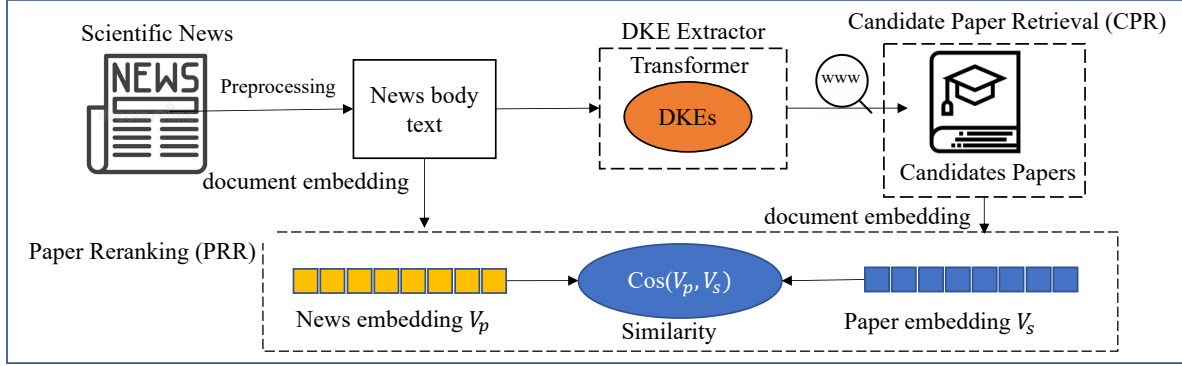 Scientific News
NEWS
Preprocessing
News body
text
DKE Extractor
Transformer
DKEs
www
Candidate Paper Retrieval (CPR)
Candidates Papers
document embedding
document embedding
Paper Reranking (PRR)
News embedding V_p
Cos(V_p, V_s)
Similarity
Paper embedding V_s